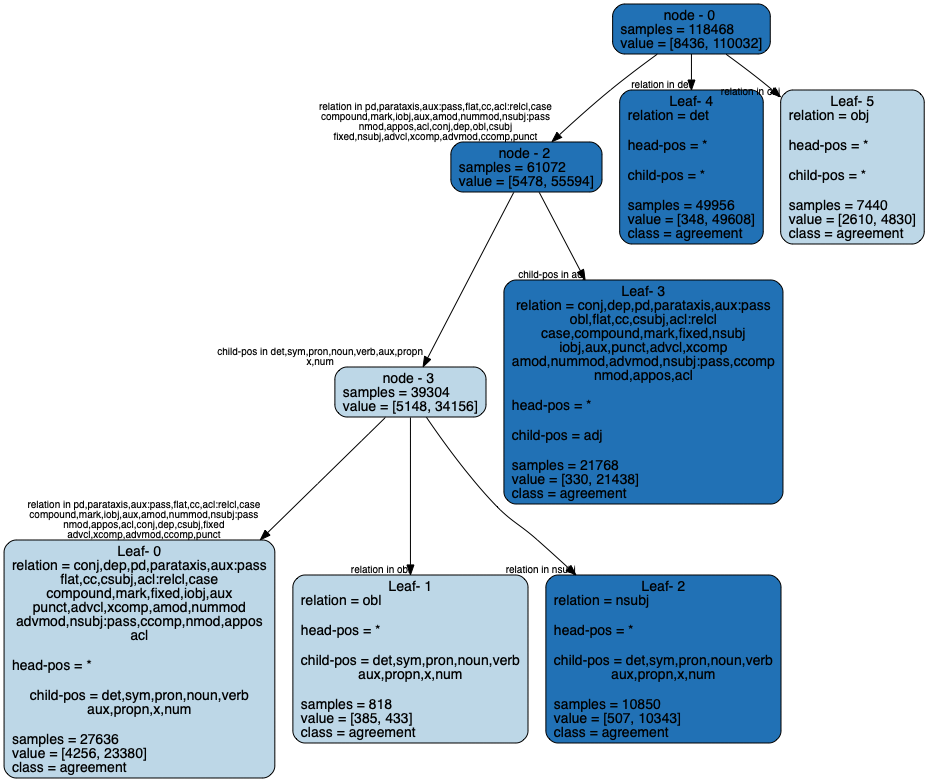 node - 0
samples = 118468
value = [8436, 110032]
relation in det
relation in obj
relation in pd,parataxis,aux:pass,flat,cc,acl:relcl,case
compound,mark,iobj,aux,amod,nummod,nsubj:pass
nmod,appos,acl,conj,dep,obl,csubj
fixed,nsubj,advcl,xcomp,advmod,ccomp,punct
Leaf- 4
relation = det
head-pos = *
child-pos = *
samples = 49956
value = [348, 49608]
class = agreement
Leaf- 5
relation = obj
head-pos = *
child-pos = *
samples = 7440
value = [2610, 4830]
class = agreement
node - 2
samples = 61072
value = [5478, 55594]
child-pos in adj
Leaf- 3
relation = conj,dep,pd,parataxis,aux:pass
obl,flat,cc,csubj,acl:relcl
case,compound,mark,fixed,nsubj
iobj,aux,punct,advcl,xcomp
amod,nummod,advmod,nsubj:pass,ccomp
nmod,appos,acl
head-pos = *
child-pos = adj
samples = 21768
value = [330, 21438]
class = agreement
child-pos in det,sym,pron,noun,verb,aux,propn
x,num
node - 3
samples = 39304
value = [5148, 34156]
relation in pd,parataxis,aux:pass,flat,cc,acl:relcl,case
compound,mark,iobj,aux,amod,nummod,nsubj:pass
nmod,appos,acl,conj,dep,csubj,fixed
advcl,xcomp,advmod,ccomp,punct
relation in obl
relation in nsubj
Leaf- 0
relation = conj,dep,pd,parataxis,aux:pass
flat,cc,csubj,acl:relcl,case
compound,mark,fixed,iobj,aux
punct,advcl,xcomp,amod,nummod
advmod,nsubj:pass,ccomp,nmod,appos
acl
head-pos = *
child-pos = det,sym,pron,noun,verb
aux,propn,x,num
samples = 27636
value = [4256, 23380]
class = agreement
Leaf- 1
relation = obl
head-pos = *
child-pos = det,sym,pron,noun,verb
aux,propn,x,num
samples = 818
value = [385, 433]
class = agreement
Leaf- 2
relation = nsubj
head-pos = *
child-pos = det,sym,pron,noun,verb
aux,propn,x,num
samples = 10850
value = [507, 10343]
class = agreement